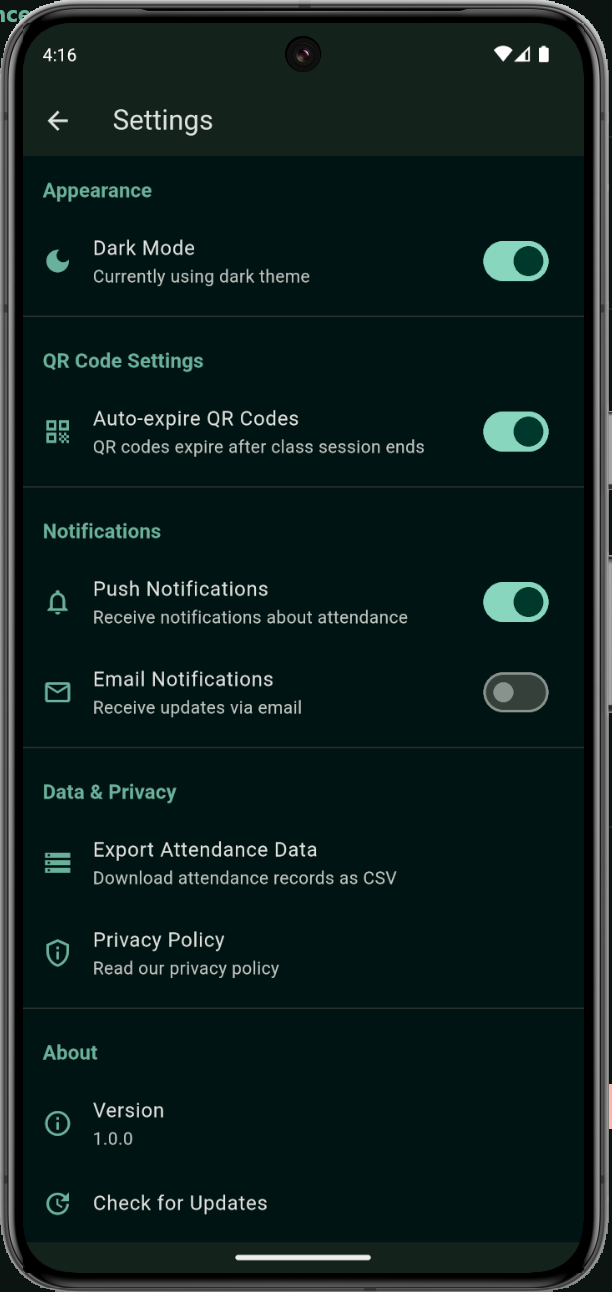 nce
4:16
Settings
Appearance
Dark Mode
Currently using dark theme
QR Code Settings
Auto-expire QR Codes
QR codes expire after class session ends
Notifications
Push Notifications
Receive notifications about attendance
Email Notifications
Receive updates via email
Data & Privacy
Export Attendance Data
Download attendance records as CSV
Privacy Policy
Read our privacy policy
About
Version
1.0.0
Check for Updates